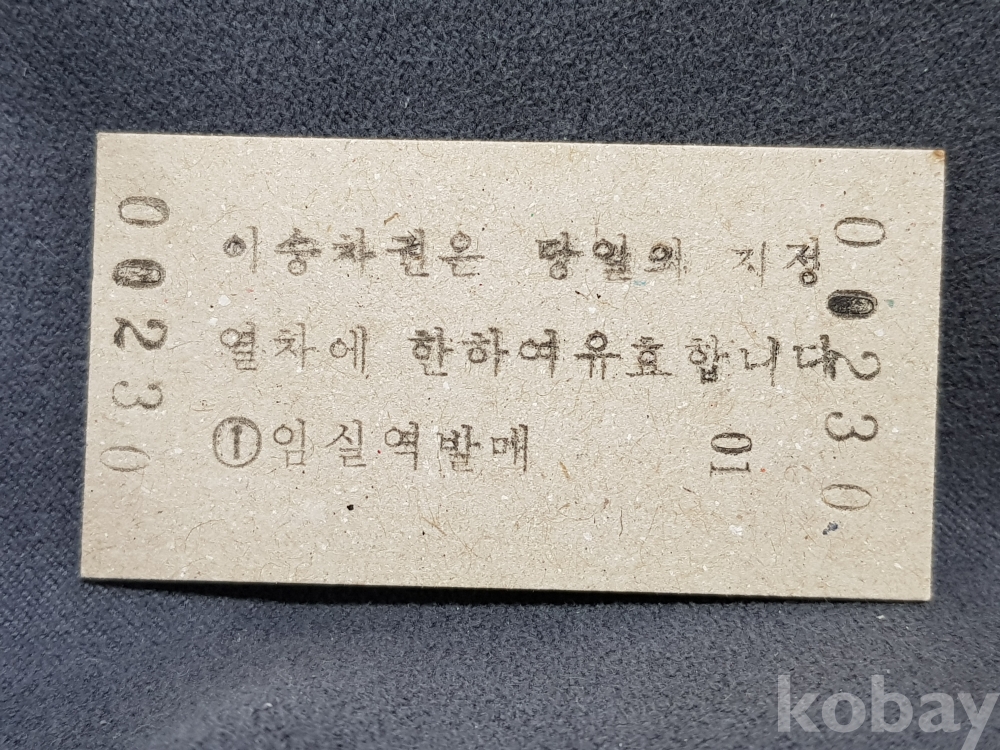 이 승차권은 당일의 지정
열차에 한하여 유효합니다
①임실역발매 01
00230
00230
kobay